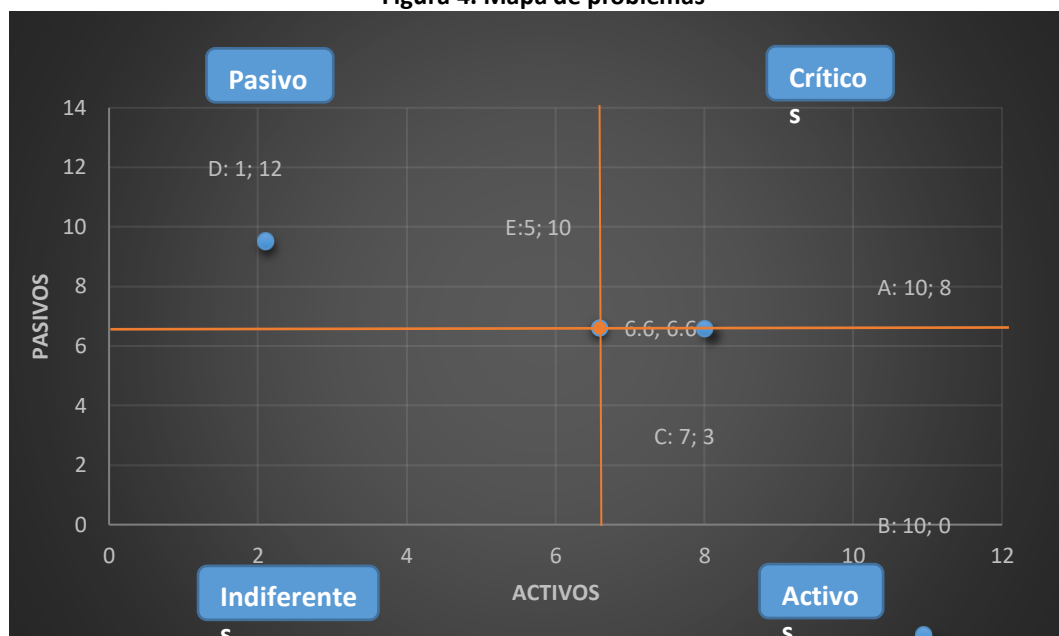 Figura 4. Mapa de problemas
Pasivo
Crítico
s
14
D: 1; 12
12
E:5; 10
10
A: 10; 8
8
6.6, 6.6
6
4
C: 7; 3
2
B: 10; 0
0
0 2 4 6 8 10 12
PASIVOS
ACTIVOS
Indiferente
s
Activo
s